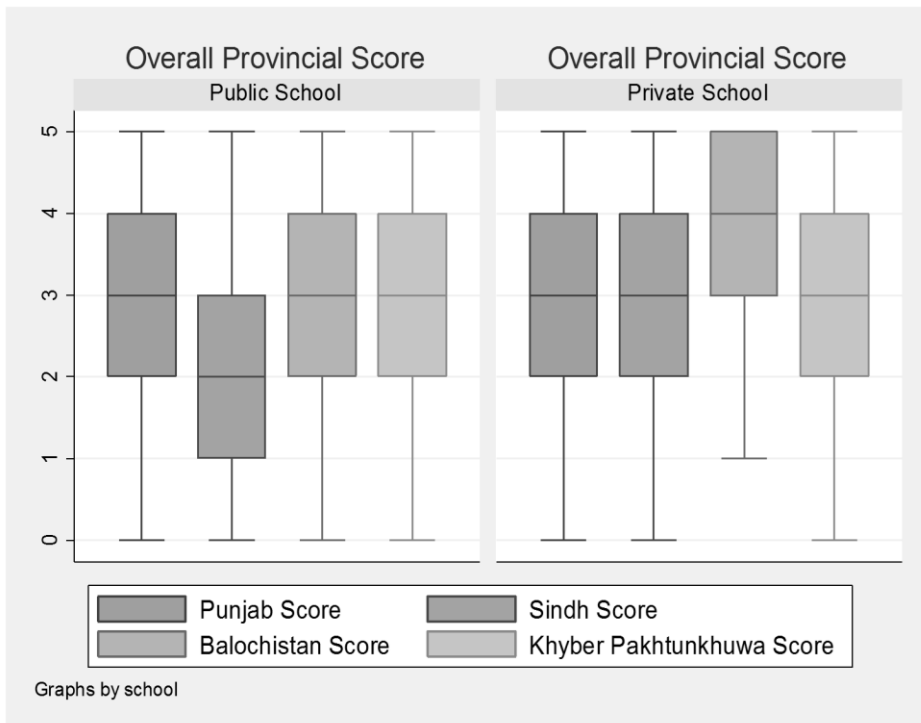 Overall Provincial Score
Public School
Overall Provincial Score
Private School
5
4
3
2
1
0
Punjab Score
Sindh Score
Balochistan Score
Khyber Pakhtunkhuwa Score
Graphs by school